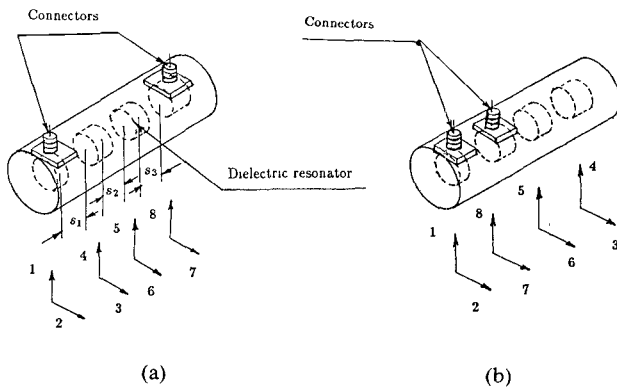 Connectors
Connectors
Dielectric resonator
s₁
s₂
s₃
1
2
4
3
5
6
8
7
1
2
8
7
5
6
4
3
(a)
(b)